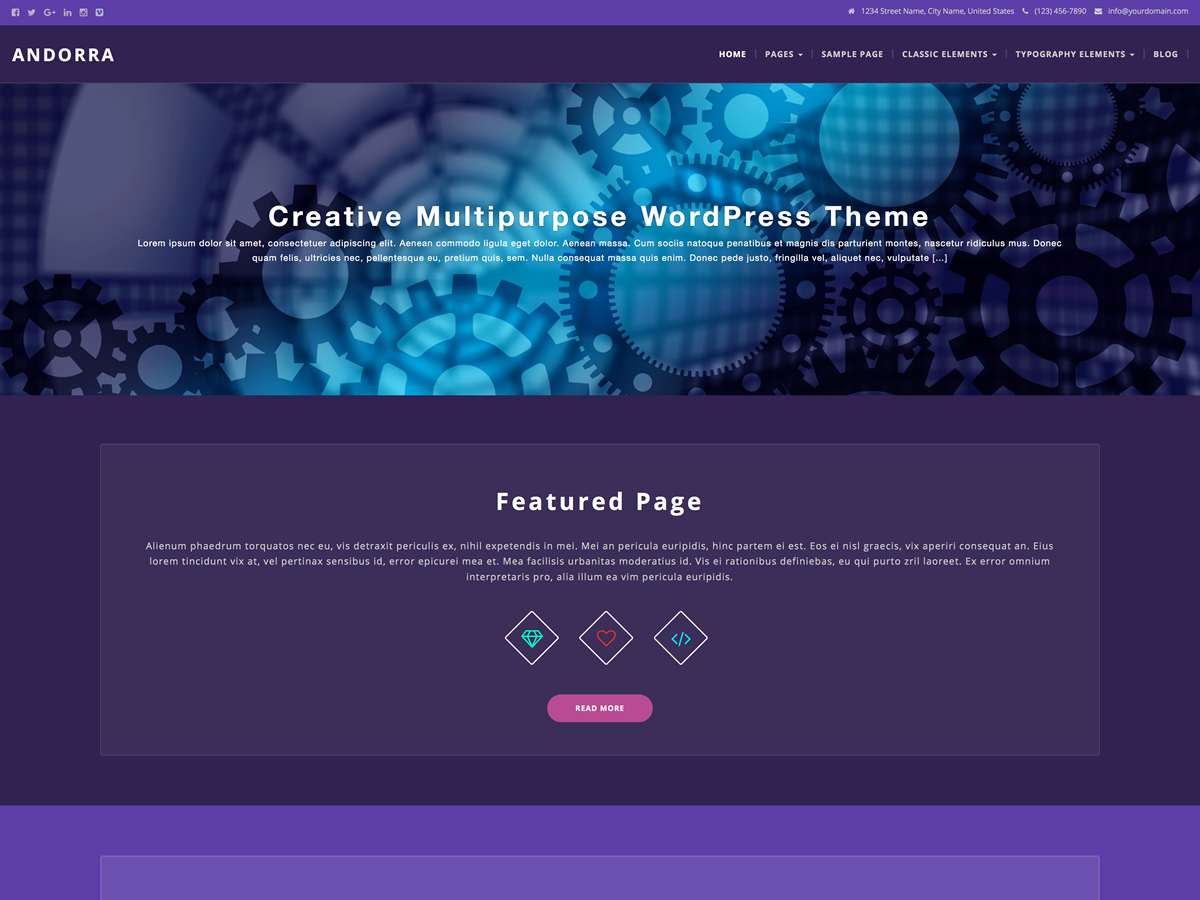 1234 Street Name, City Name, United States (123) 456-7890 info@yourdomain.com
ANDORRA
HOME PAGES SAMPLE PAGE CLASSIC ELEMENTS TYPOGRAPHY ELEMENTS BLOG
Creative Multipurpose WordPress Theme
Lorem ipsum dolor sit amet, consectetuer adipiscing elit. Aenean commodo ligula eget dolor. Aenean massa. Cum sociis natoque penatibus et magnis dis parturient montes, nascetur ridiculus mus. Donec
quam felis, ultricies nec, pellentesque eu, pretium quis, sem. Nulla consequat massa quis enim. Donec pede justo, fringilla vel, aliquet nec, vulputate [...]
Featured Page
Alienum phaedrum torquatos nec eu, vis detraxit periculis ex, nihil expetendis in mei. Mei an pericula euripidis, hinc partem ei est. Eos ei nisl graecis, vix aperiri consequat an. Eius
lorem tincidunt vix at, vel pertinax sensibus id, error epicurei mea et. Mea facilisis urbanitas moderatius id. Vis ei rationibus definiebas, eu qui purto zril laoreet. Ex error omnium
interpretaris pro, alia illum ea vim pericula euripidis.
READ MORE